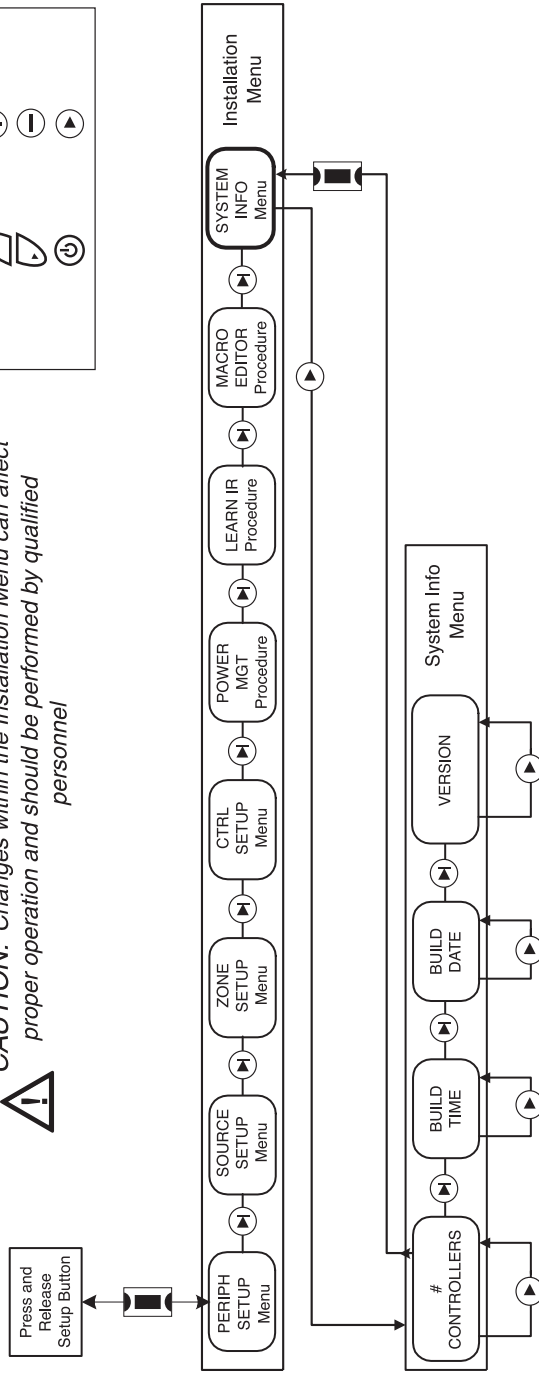 CAUTION: Changes within the Installation Menu can affect
proper operation and should be performed by qualified
personnel
Press and
Release
Setup Button
PERIPH
SETUP
Menu
SOURCE
SETUP
Menu
ZONE
SETUP
Menu
CTRL
SETUP
Menu
POWER
MGT
Procedure
LEARN IR
Procedure
MACRO
EDITOR
Procedure
SYSTEM
INFO
Menu
Installation
Menu
#
CONTROLLERS
BUILD
TIME
BUILD
DATE
VERSION
System Info
Menu